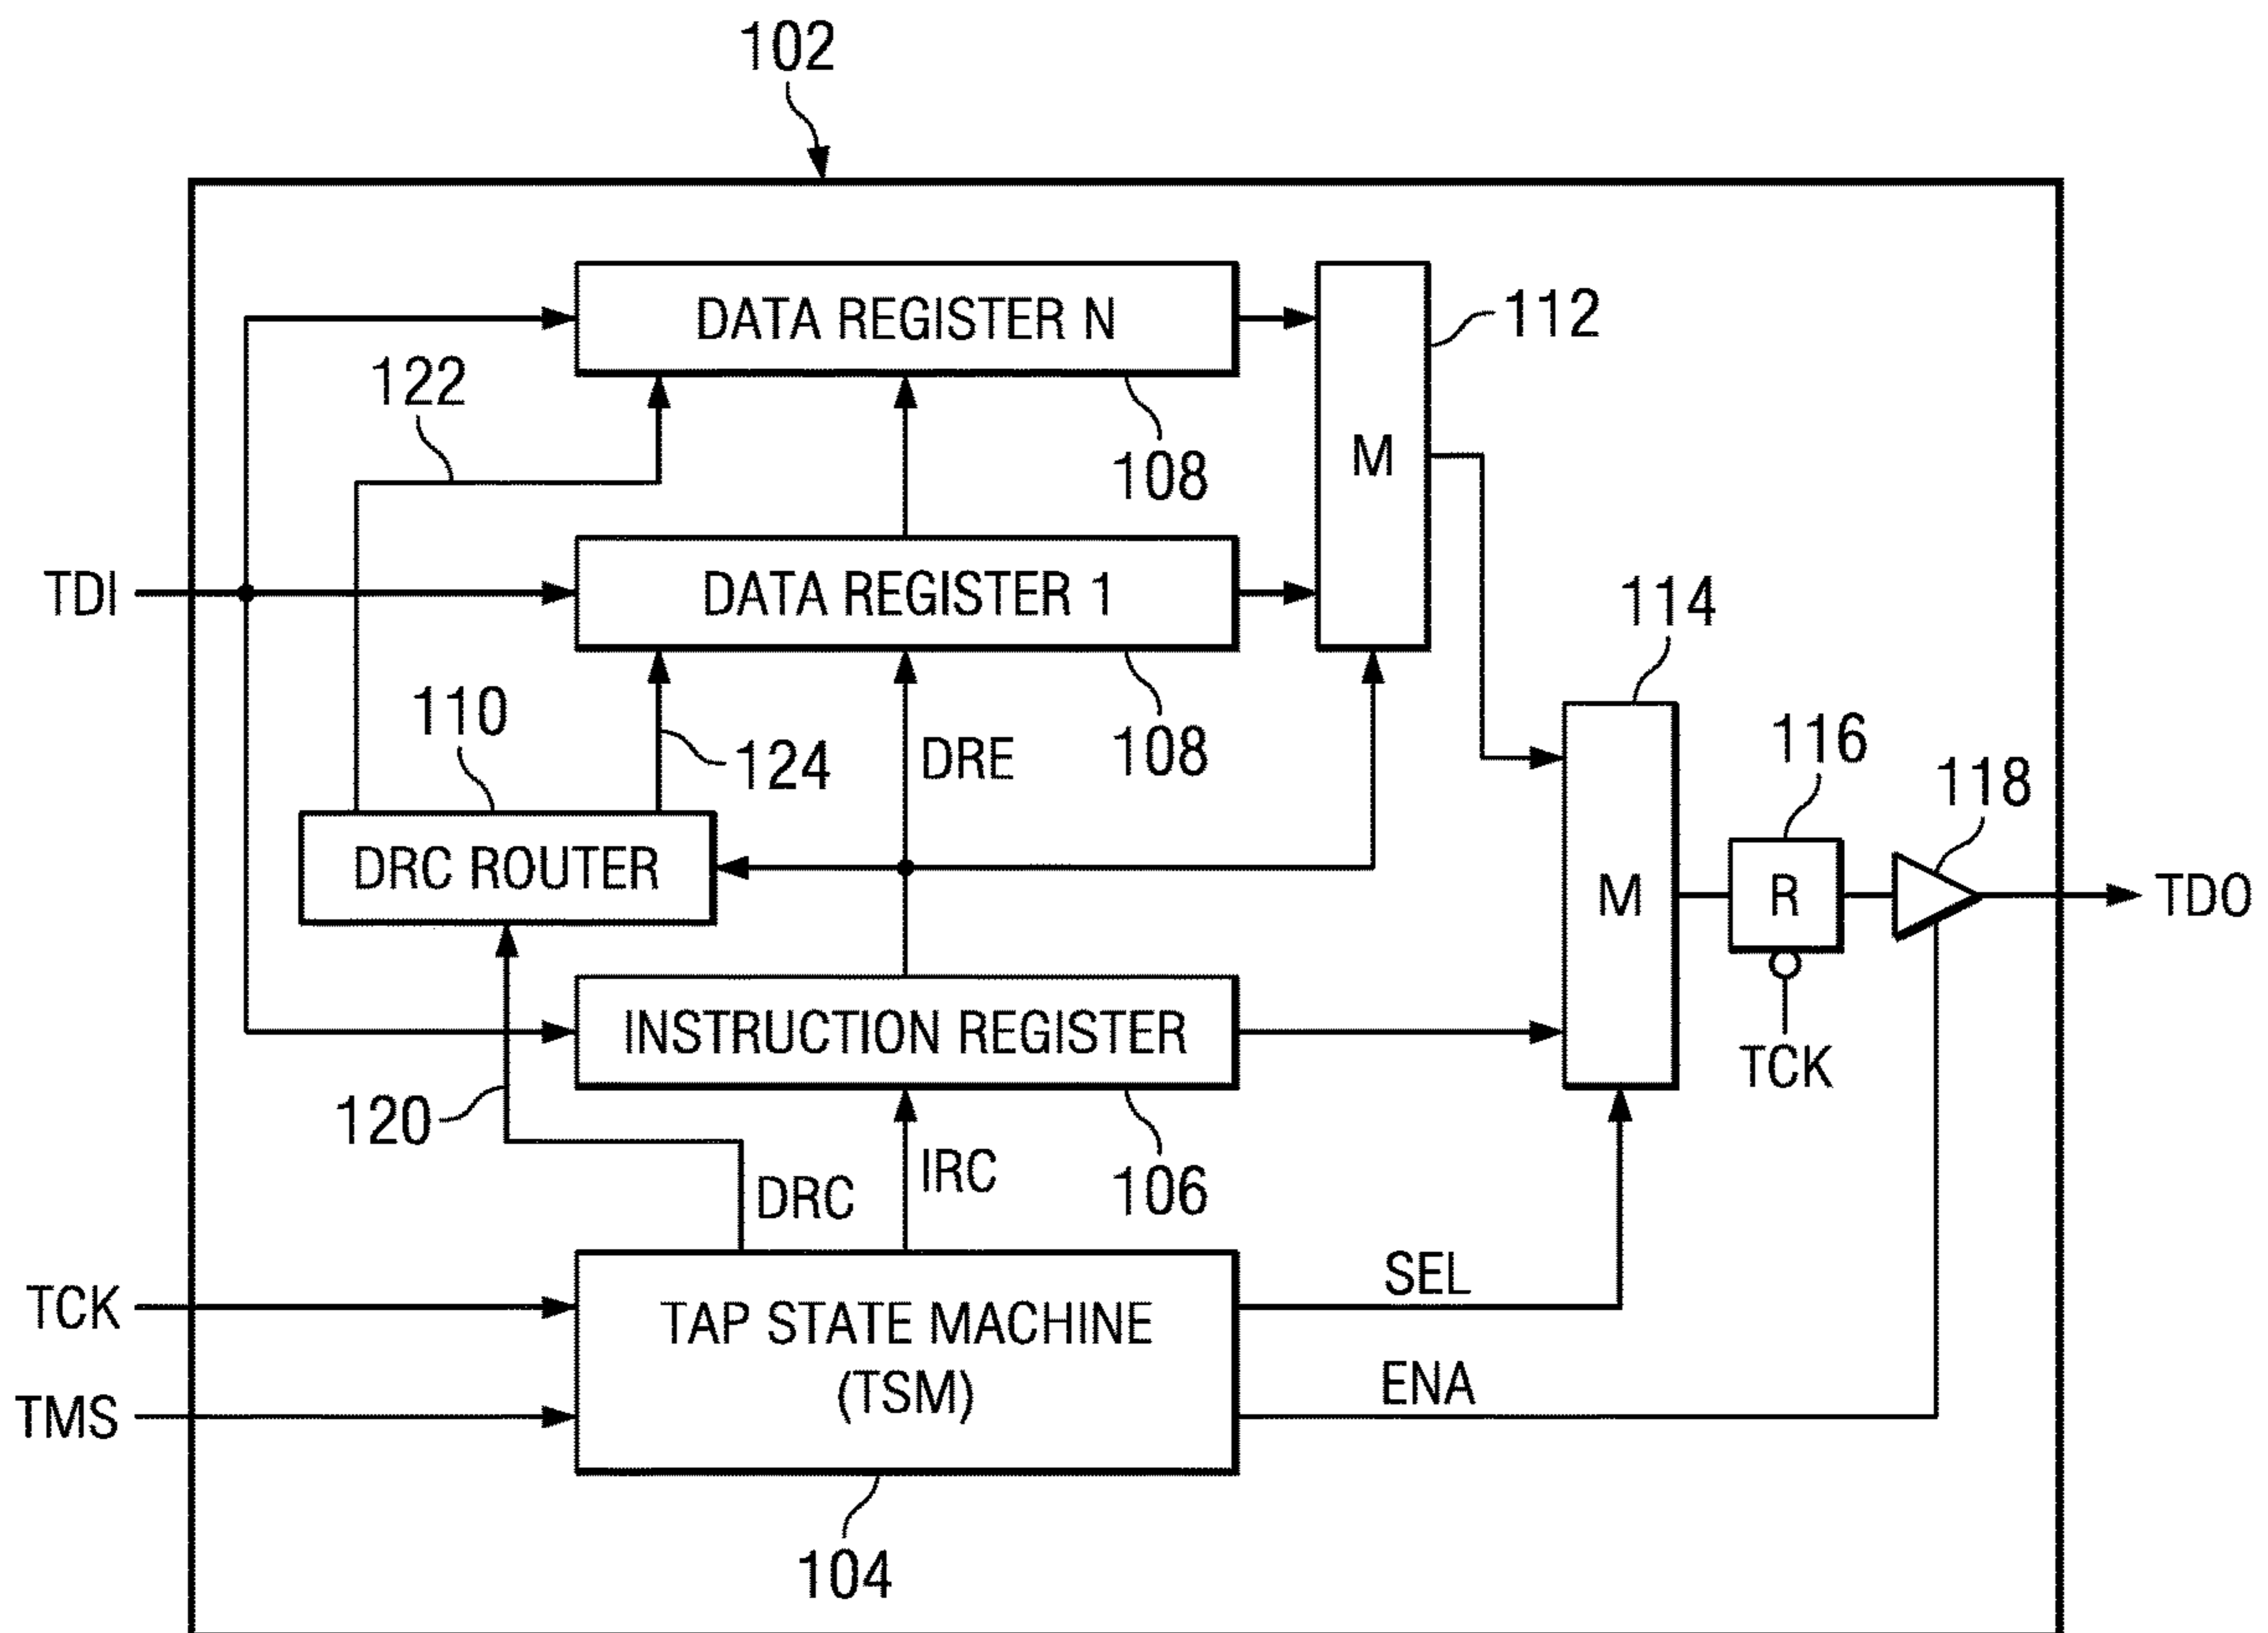 102
DATA REGISTER N
112
122
M
108
TDI
DATA REGISTER 1
114
110
124
DRE
108
116
118
DRC ROUTER
M
R
TDO
INSTRUCTION REGISTER
TCK
120
DRC
IRC
106
TCK
TAP STATE MACHINE
(TSM)
SEL
TMS
ENA
104